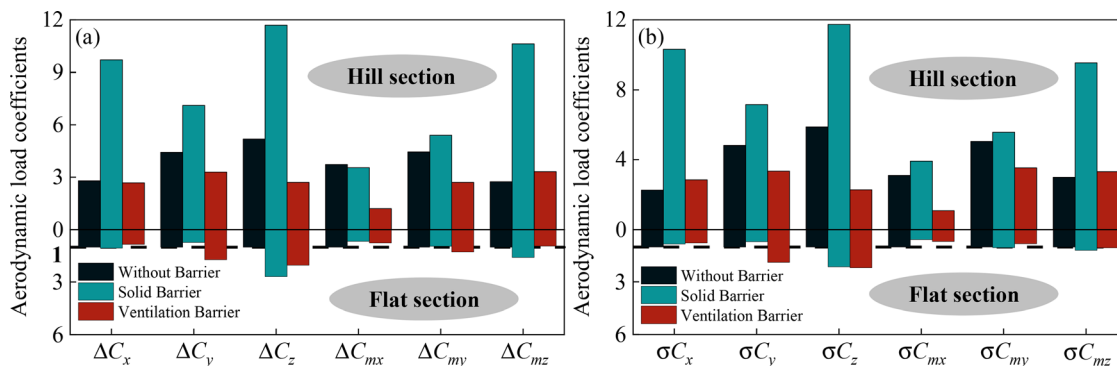 Aerodynamic load coefficients
12
9
6
3
0
1
3
6
(a)
Hill section
Without Barrier
Solid Barrier
Ventilation Barrier
Flat section
ΔCx
ΔCy
ΔCz
ΔCmx
ΔCmy
ΔCmz
Aerodynamic load coefficients
12
8
4
0
1
3
6
(b)
Hill section
Without Barrier
Solid Barrier
Ventilation Barrier
Flat section
σCx
σCy
σCz
σCmx
σCmy
σCmz